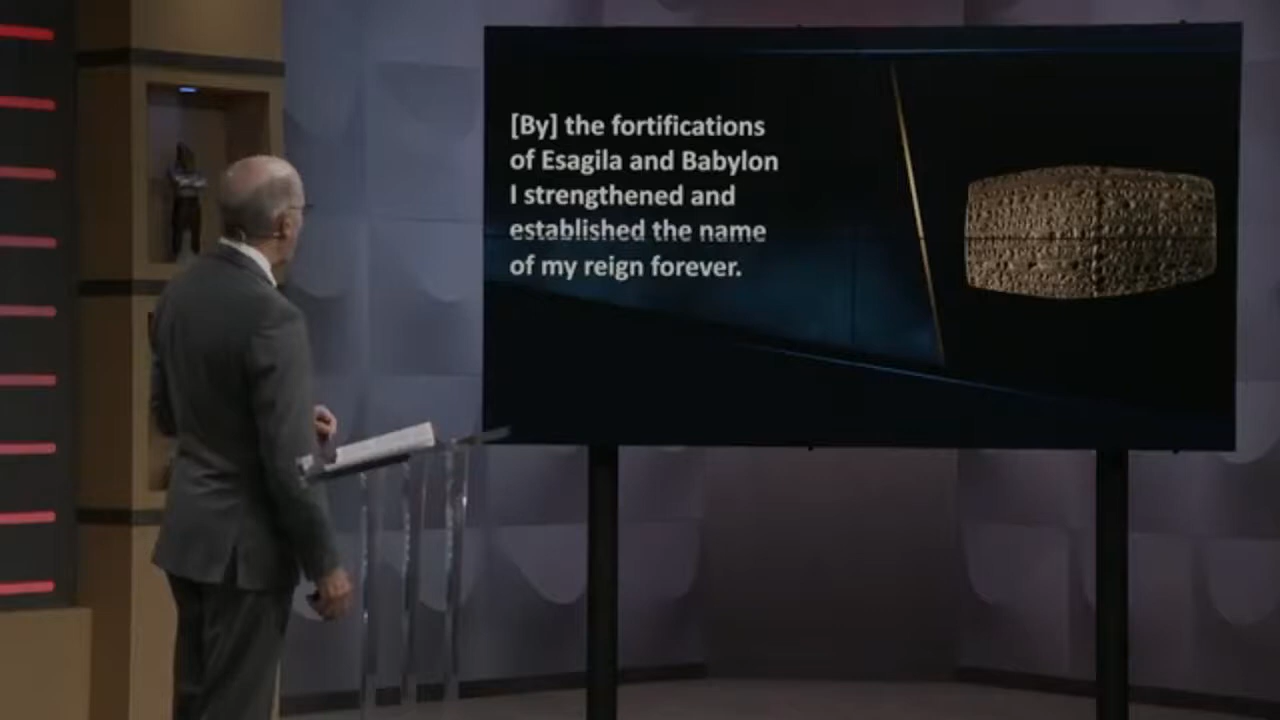 [By] the fortifications
of Esagila and Babylon
I strengthened and
established the name
of my reign forever.